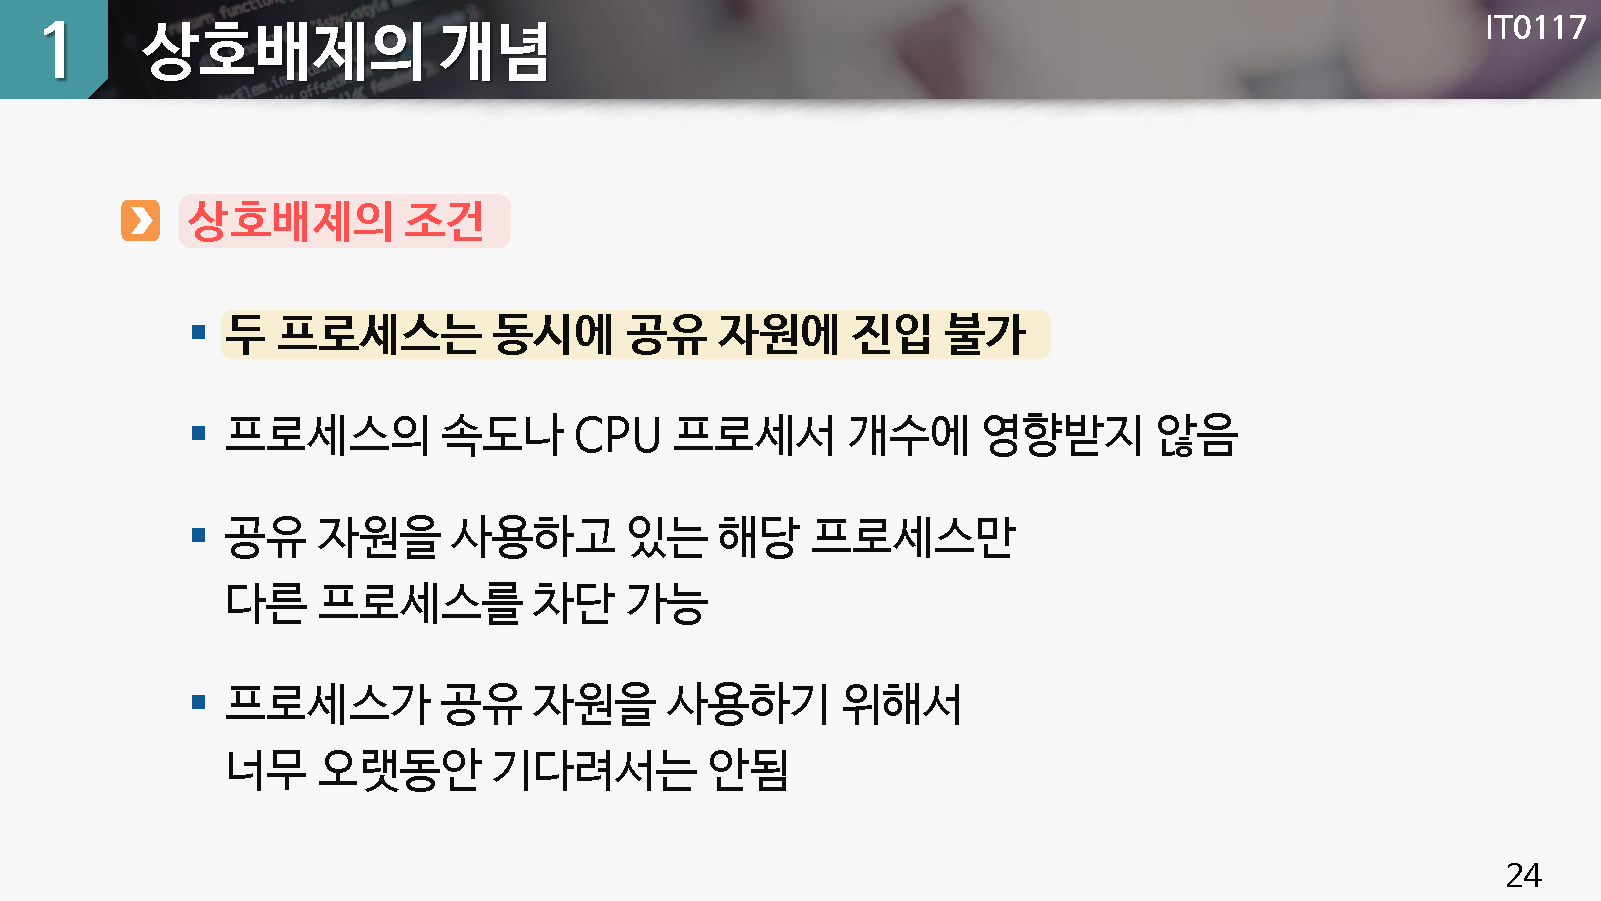 1
상호배제의 개념
IT0117
상호배제의 조건
두 프로세스는 동시에 공유 자원에 진입 불가
프로세스의 속도나 CPU 프로세서 개수에 영향받지 않음
공유 자원을 사용하고 있는 해당 프로세스만
다른 프로세스를 차단 가능
프로세스가 공유 자원을 사용하기 위해서
너무 오랫동안 기다려서는 안됨
24